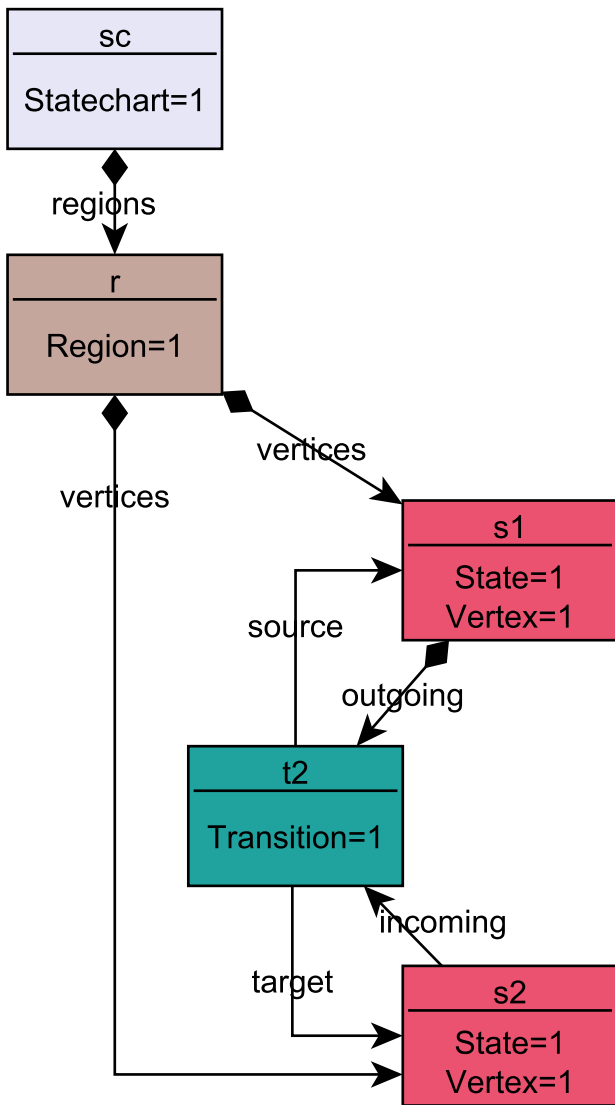 sc
Statechart=1
regions
r
Region=1
vertices
vertices
s1
State=1
Vertex=1
source
outgoing
t2
Transition=1
incoming
target
s2
State=1
Vertex=1